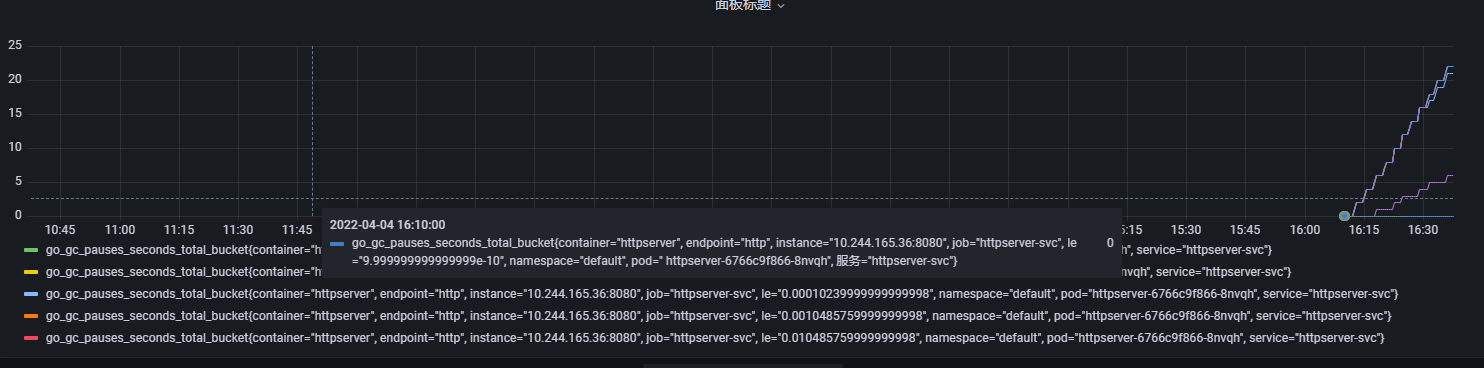 面板标题
25
20
15
10
5
0
10:45 11:00 11:15 11:30 11:45 15:15 15:30 15:45 16:00 16:15 16:30
2022-04-04 16:10:00
go_gc_pauses_seconds_total_bucket{container="httpserver", endpoint="http", instance="10.244.165.36:8080", job="httpserver-svc", le 0
="9.999999999999999e-10", namespace="default", pod=" httpserver-6766c9f866-8nvqh", 服务="httpserver-svc"}
go_gc_pauses_seconds_total_bucket{container="h h", service="httpserver-svc"}
go_gc_pauses_seconds_total_bucket{container="h nvqh", service="httpserver-svc"}
go_gc_pauses_seconds_total_bucket{container="httpserver", endpoint="http", instance="10.244.165.36:8080", job="httpserver-svc", le="0.00010239999999999998", namespace="default", pod="httpserver-6766c9f866-8nvqh", service="httpserver-svc"}
go_gc_pauses_seconds_total_bucket{container="httpserver", endpoint="http", instance="10.244.165.36:8080", job="httpserver-svc", le="0.0010485759999999998", namespace="default", pod="httpserver-6766c9f866-8nvqh", service="httpserver-svc"}
go_gc_pauses_seconds_total_bucket{container="httpserver", endpoint="http", instance="10.244.165.36:8080", job="httpserver-svc", le="0.010485759999999998", namespace="default", pod="httpserver-6766c9f866-8nvqh", service="httpserver-svc"}